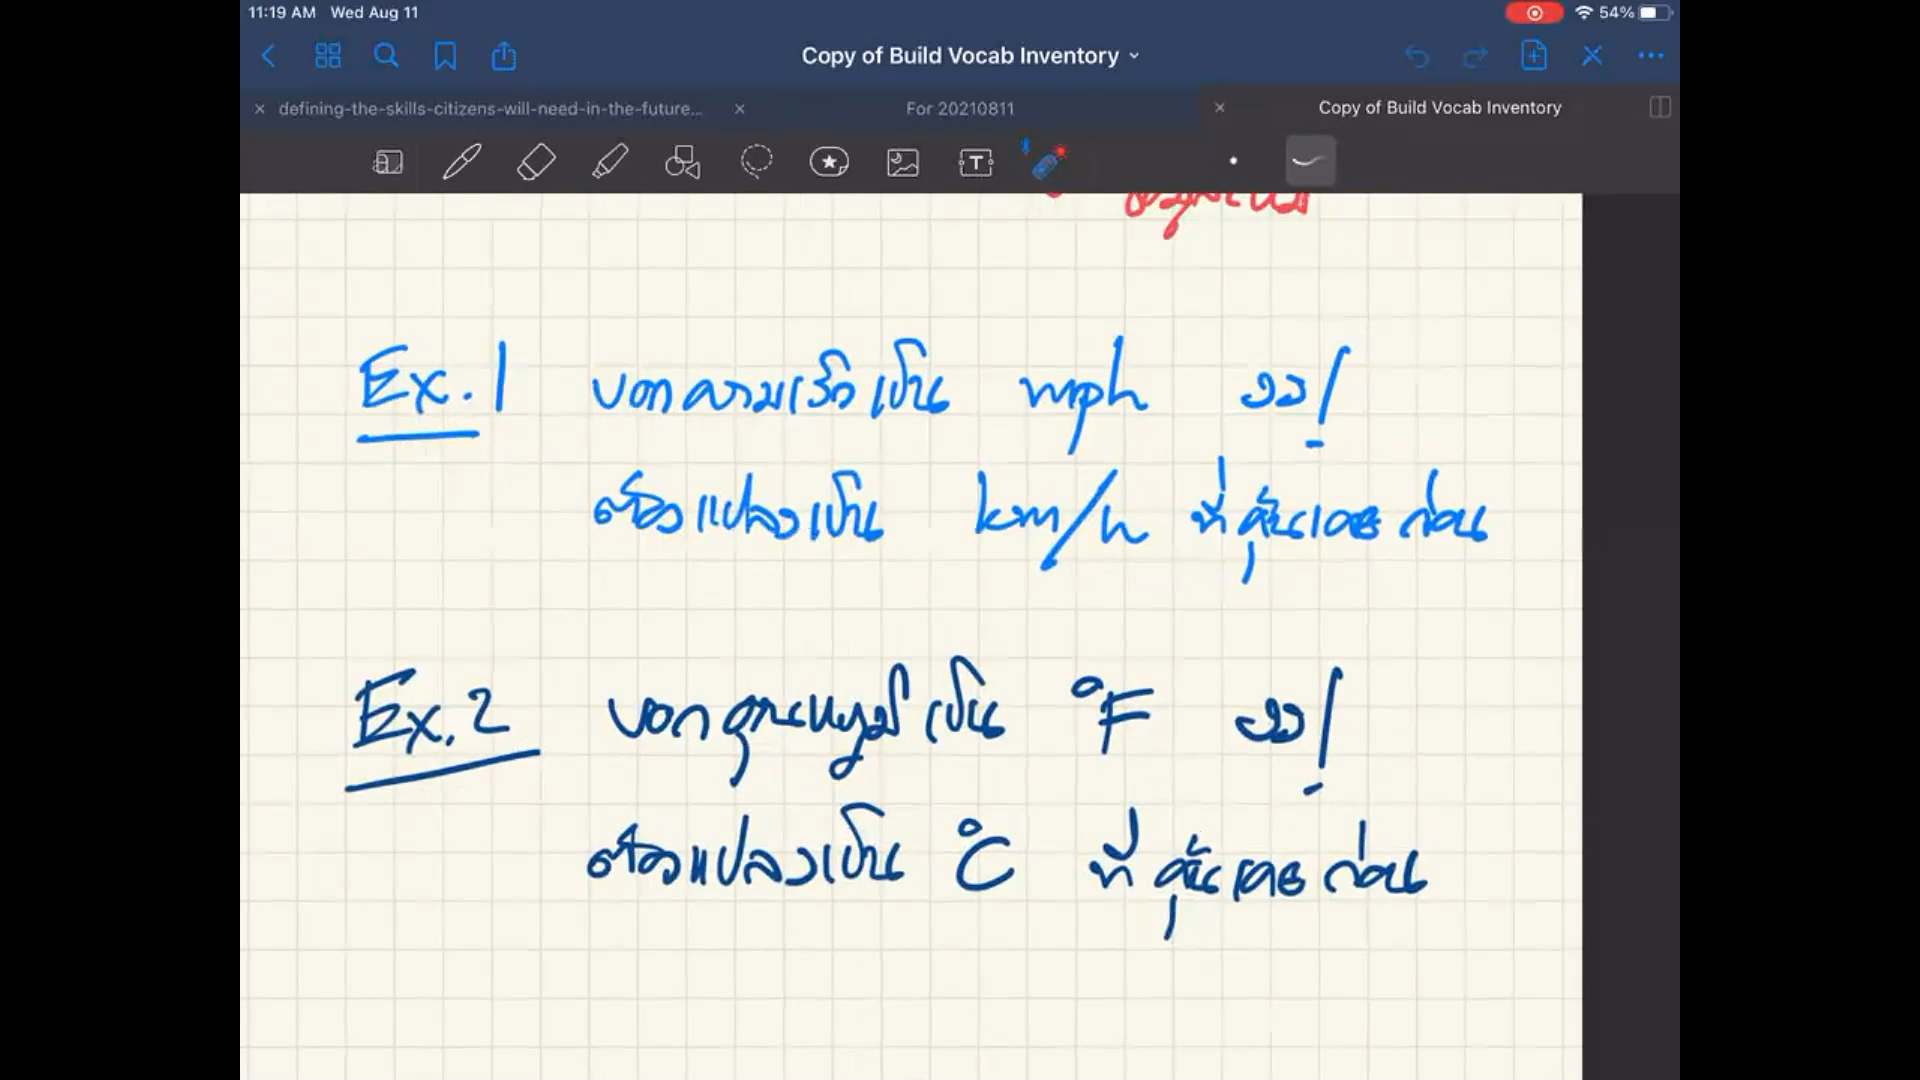 11:19 AM Wed Aug 11
54%
Copy of Build Vocab Inventory
defining-the-skills-citizens-will-need-in-the-future...
For 20210811
Copy of Build Vocab Inventory
Ex.1 บอกความเร็วเป็น mph งง!
ต้องแปลงเป็น km/h ที่คุ้นเคย ก่อน
Ex.2 บอกอุณหภูมิเป็น °F งง!
ต้องแปลงเป็น °C ที่คุ้นเคย ก่อน